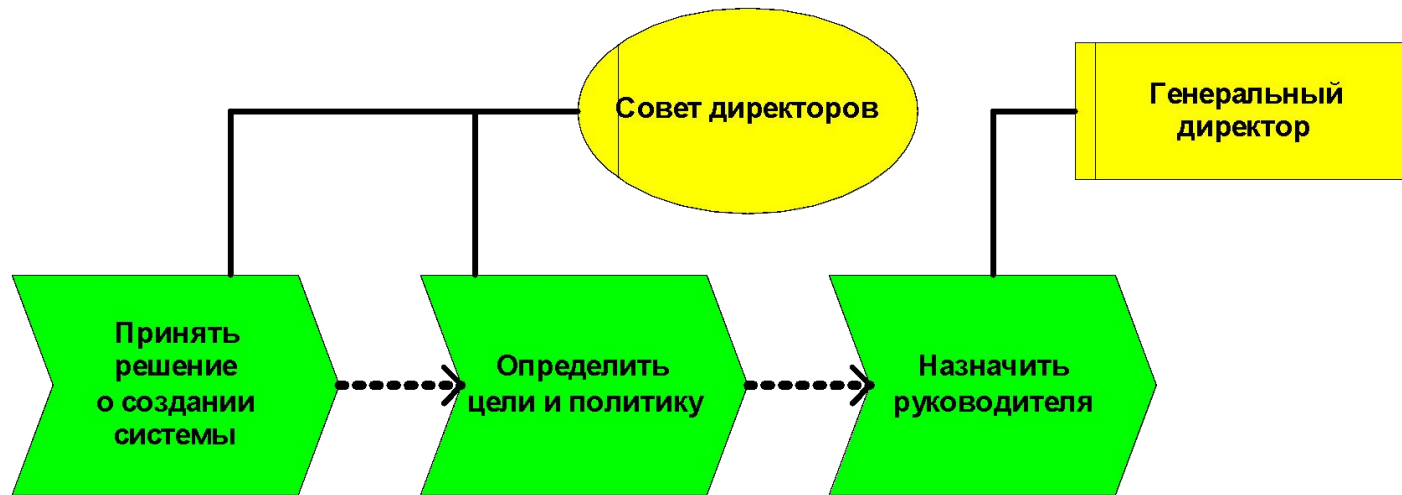 Совет директоров
Генеральный
директор
Принять
решение
о создании
системы
Определить
цели и политику
Назначить
руководителя